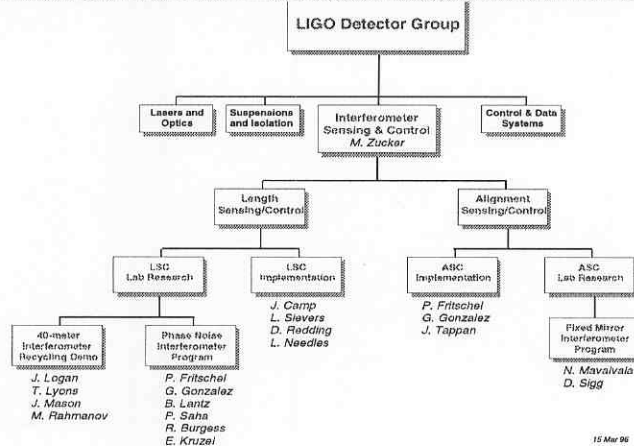 LIGO Detector Group
Lasers and
Optics
Suspensions
and Isolation
Interferometer
Sensing & Control
M. Zucker
Control & Data
Systems
Length
Sensing/Control
Alignment
Sensing/Control
LSC
Lab Research
LSC
Implementation
J. Camp
L. Sievers
D. Redding
L. Needles
ASC
Implementation
P. Fritschel
G. Gonzalez
J. Tappan
ASC
Lab Research
40-meter
Interferometer
Recycling Demo
J. Logan
T. Lyons
J. Mason
M. Rahmanov
Phase Noise
Interferometer
Program
P. Fritschel
G. Gonzalez
B. Lantz
P. Saha
R. Burgess
E. Kruzel
Fixed Mirror
Interferometer
Program
N. Mavalvala
D. Sigg
15 Mar 96